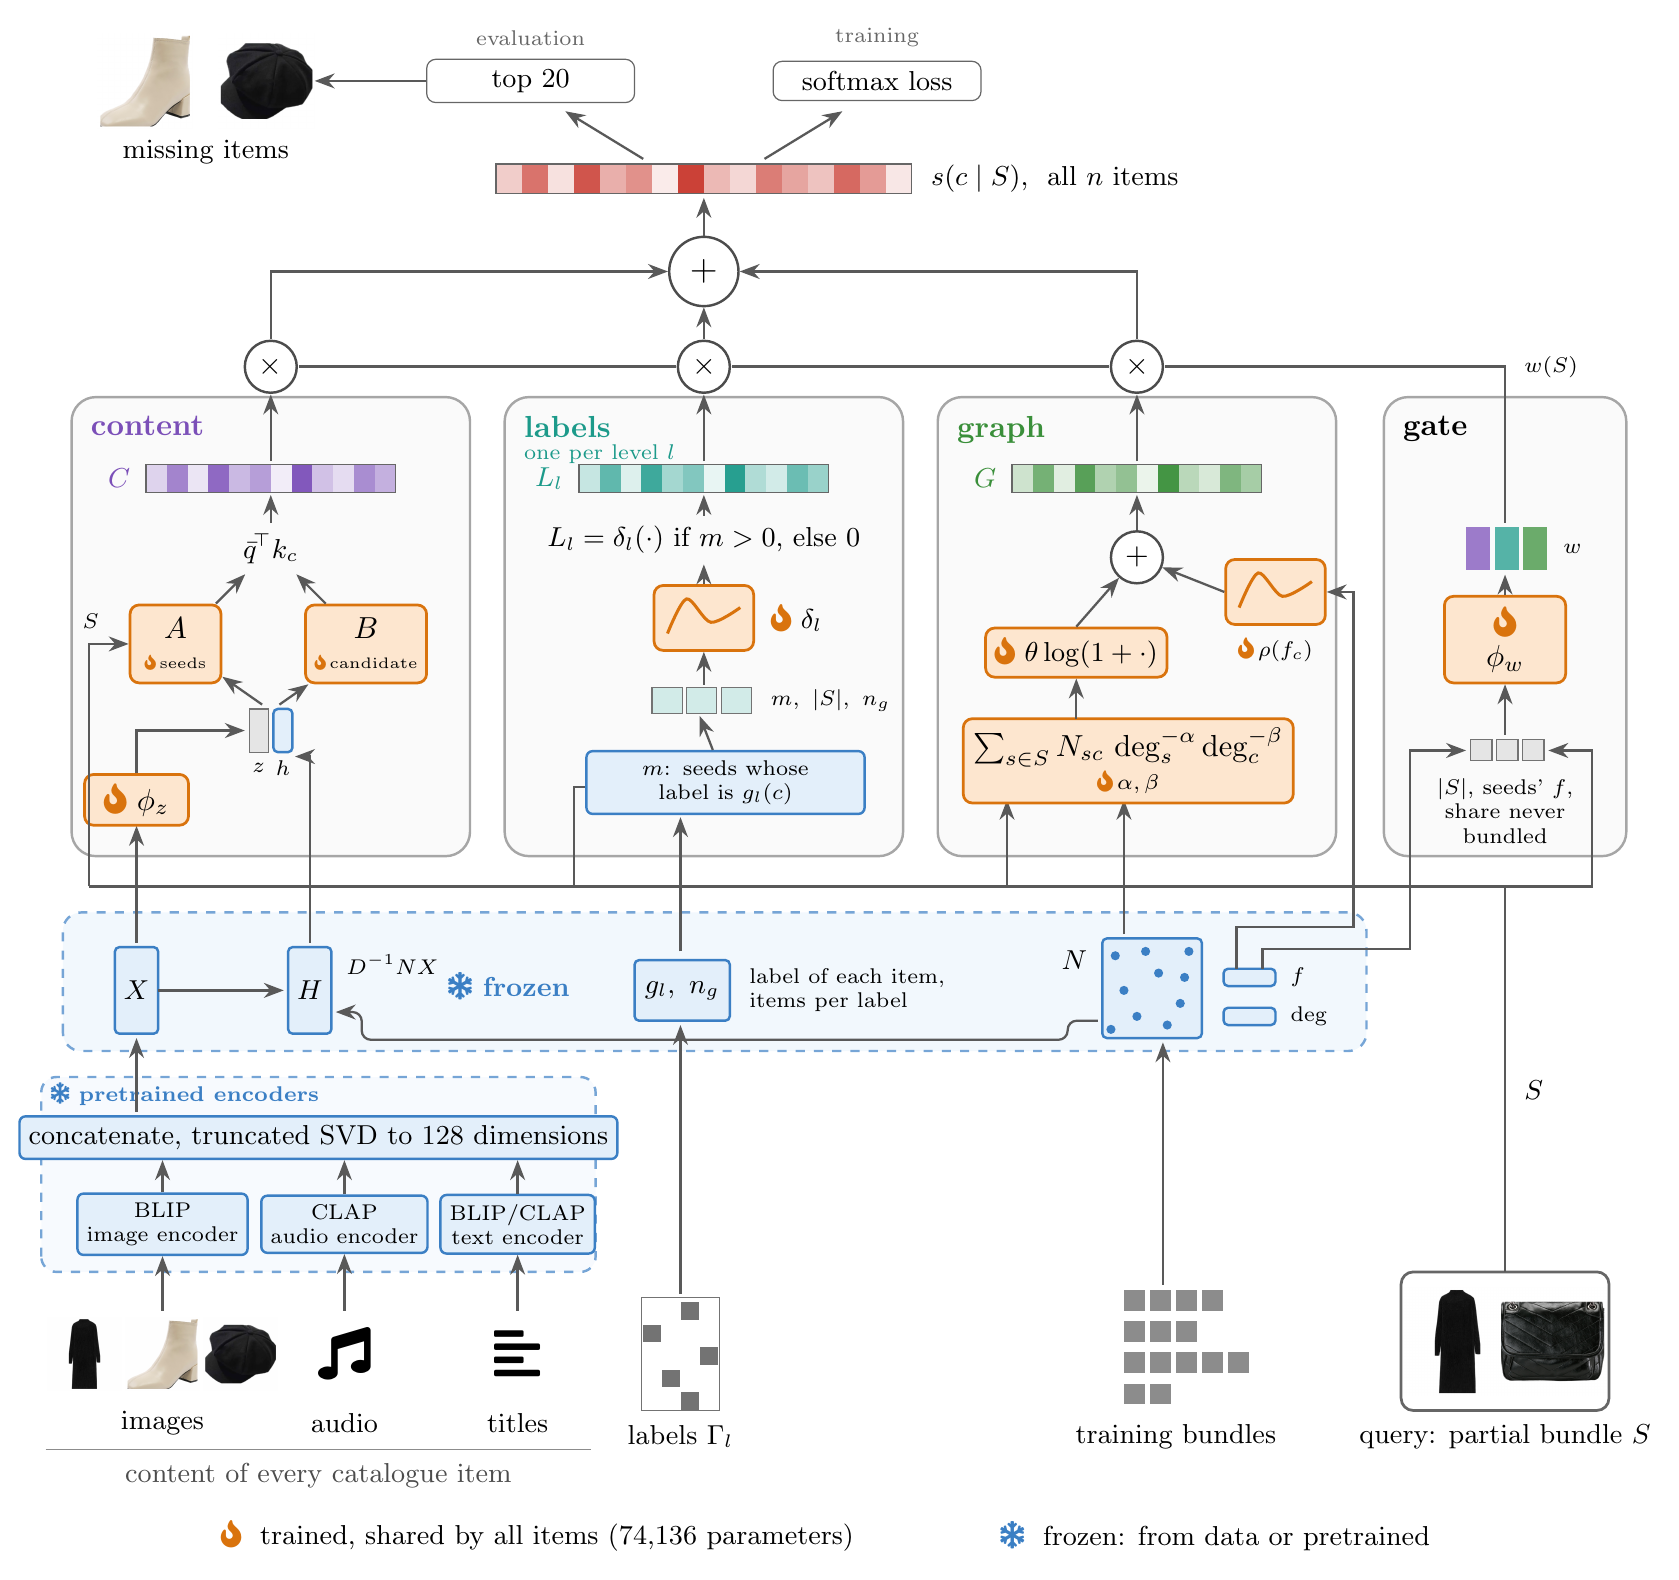 evaluation
training
top 20
softmax loss
missing items
s(c | S), all n items
+
×
×
×
w(S)
content
labels
one per level l
graph
gate
C
L_l
G
q̄^⊤ k_c
L_l = δ_l(·) if m > 0, else 0
+
w
S
A
seeds
B
candidate
δ_l
θ log(1 + ·)
ρ(f_c)
ϕ_w
m, |S|, n_g
z
h
ϕ_z
m: seeds whose
label is g_l(c)
∑_{s∈S} N_{sc} deg_s^{−α} deg_c^{−β}
α, β
|S|, seeds' f,
share never
bundled
X
H
D^{−1}NX
frozen
g_l, n_g
label of each item,
items per label
N
f
deg
pretrained encoders
concatenate, truncated SVD to 128 dimensions
S
BLIP
image encoder
CLAP
audio encoder
BLIP/CLAP
text encoder
images
audio
titles
labels Γ_l
training bundles
query: partial bundle S
content of every catalogue item
trained, shared by all items (74,136 parameters)
frozen: from data or pretrained